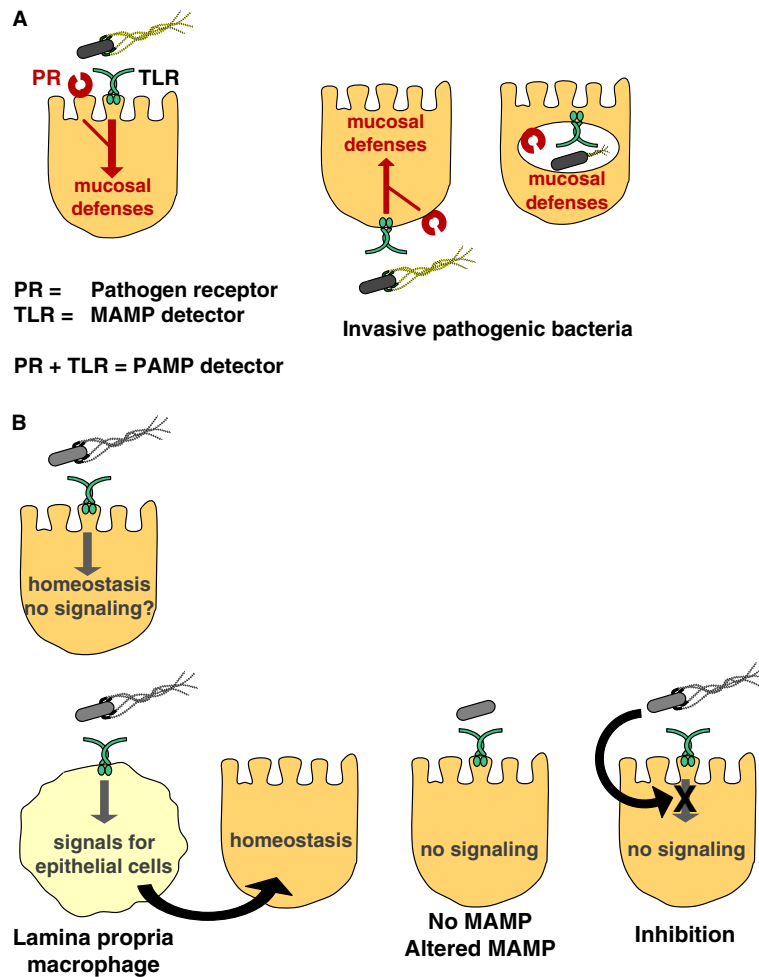 A
PR
TLR
mucosal
defenses
mucosal
defenses
mucosal
defenses
PR = Pathogen receptor
TLR = MAMP detector
PR + TLR = PAMP detector
Invasive pathogenic bacteria
B
homeostasis
no signaling?
signals for
epithelial cells
homeostasis
no signaling
no signaling
X
Lamina propria
macrophage
No MAMP
Altered MAMP
Inhibition